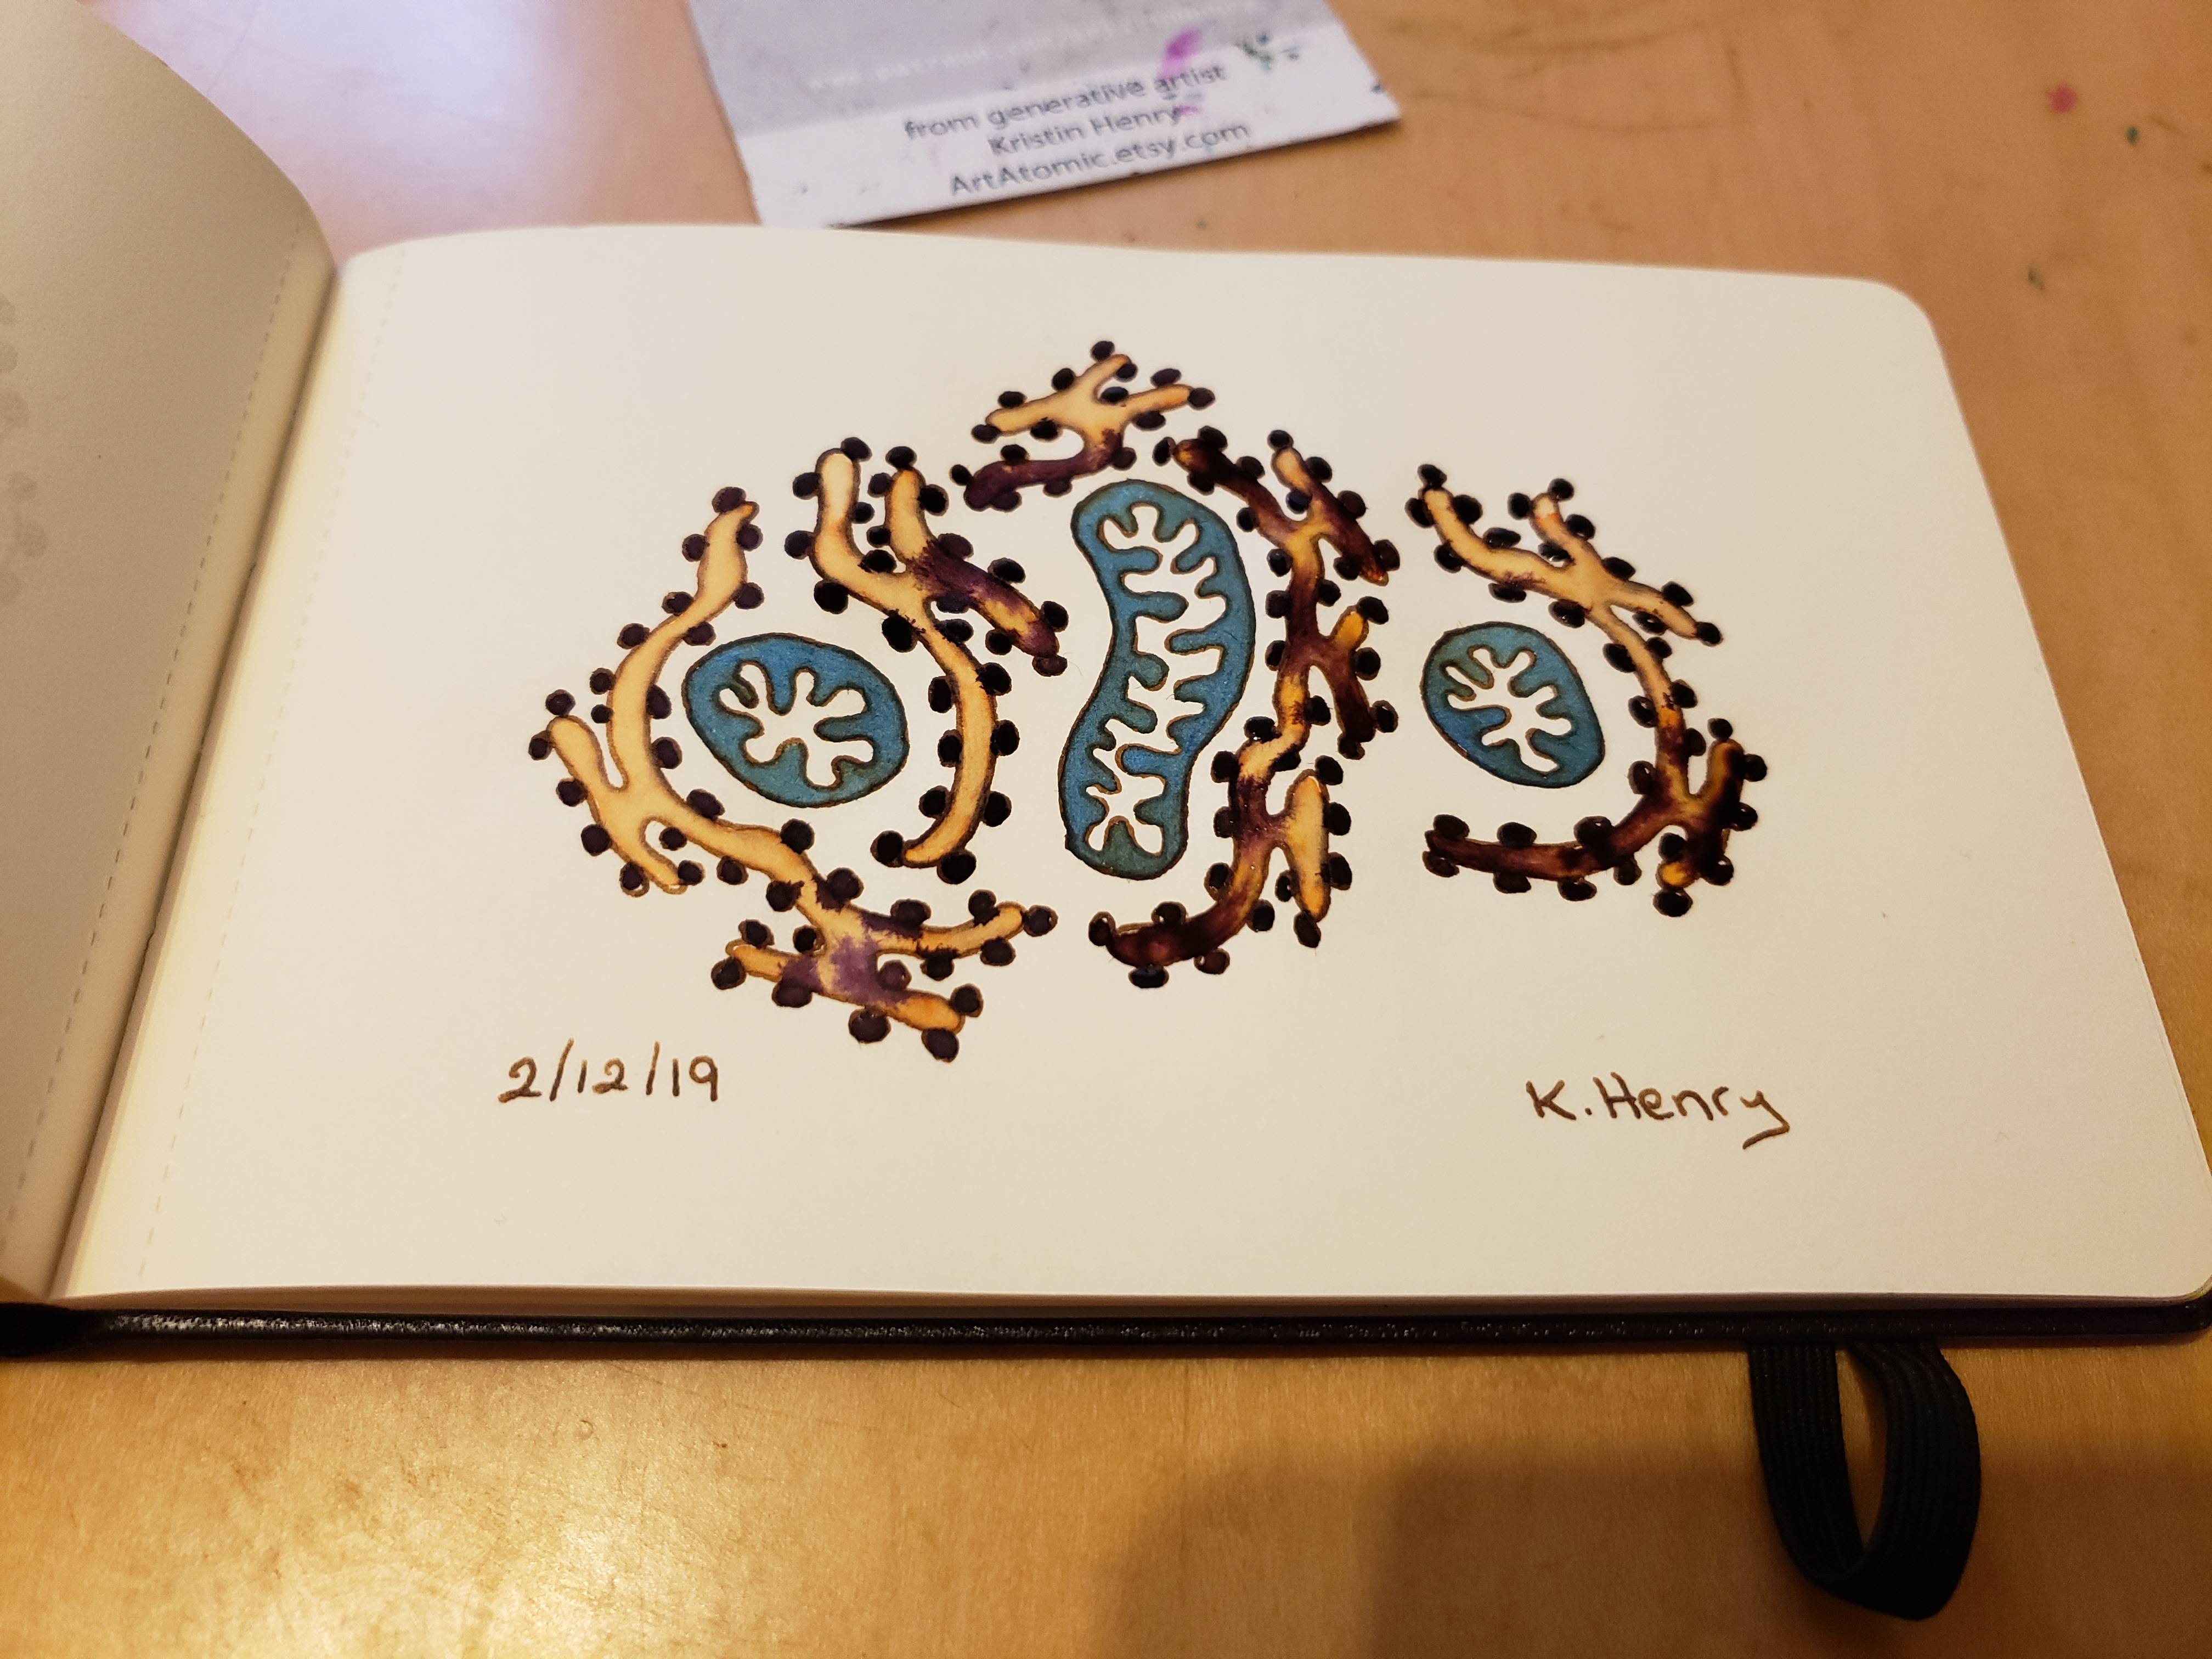 from generative artist
Kristin Henry
ArtAtomic.etsy.com
2/12/19
K. Henry